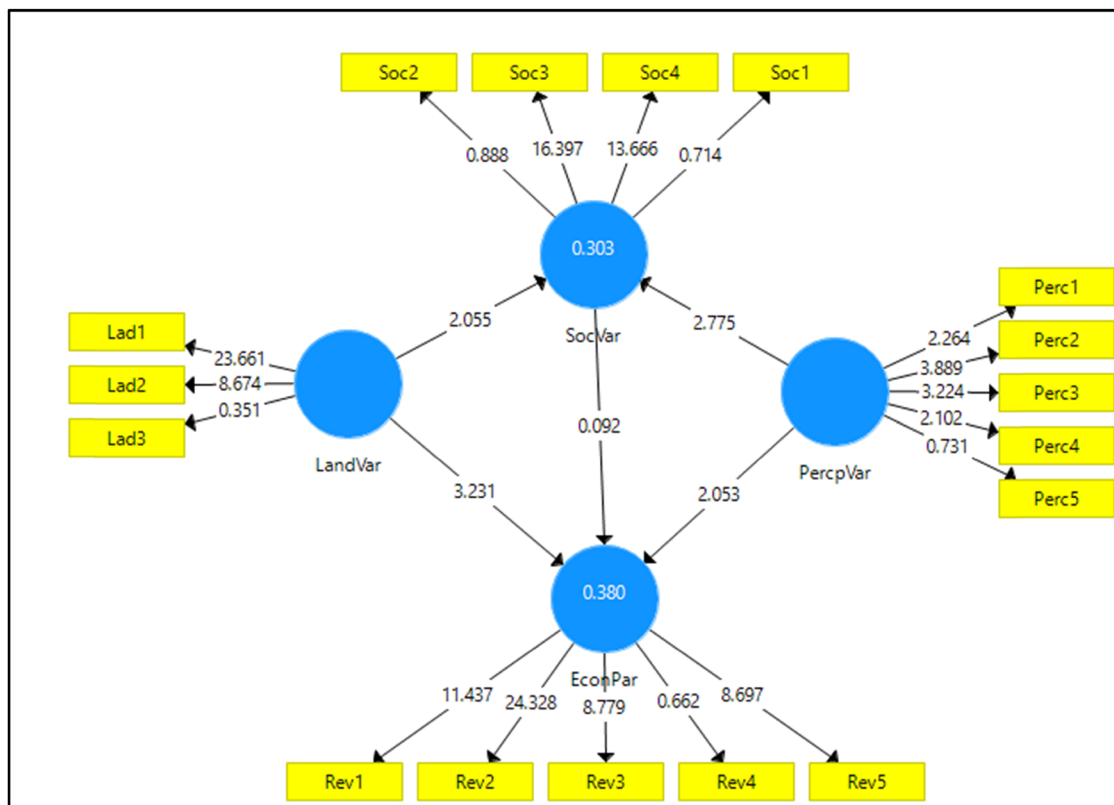 Soc2 Soc3 Soc4 Soc1
0.888 16.397 13.666 0.714
0.303
SocVar
Perc1
Perc2
Perc3
Perc4
Perc5
2.264
3.889
3.224
2.102
0.731
PercpVar
2.775
2.055
Lad1
Lad2
Lad3
23.661
8.674
0.351
LandVar
0.092
3.231
2.053
0.380
EconPar
11.437 24.328 8.779 0.662 8.697
Rev1 Rev2 Rev3 Rev4 Rev5